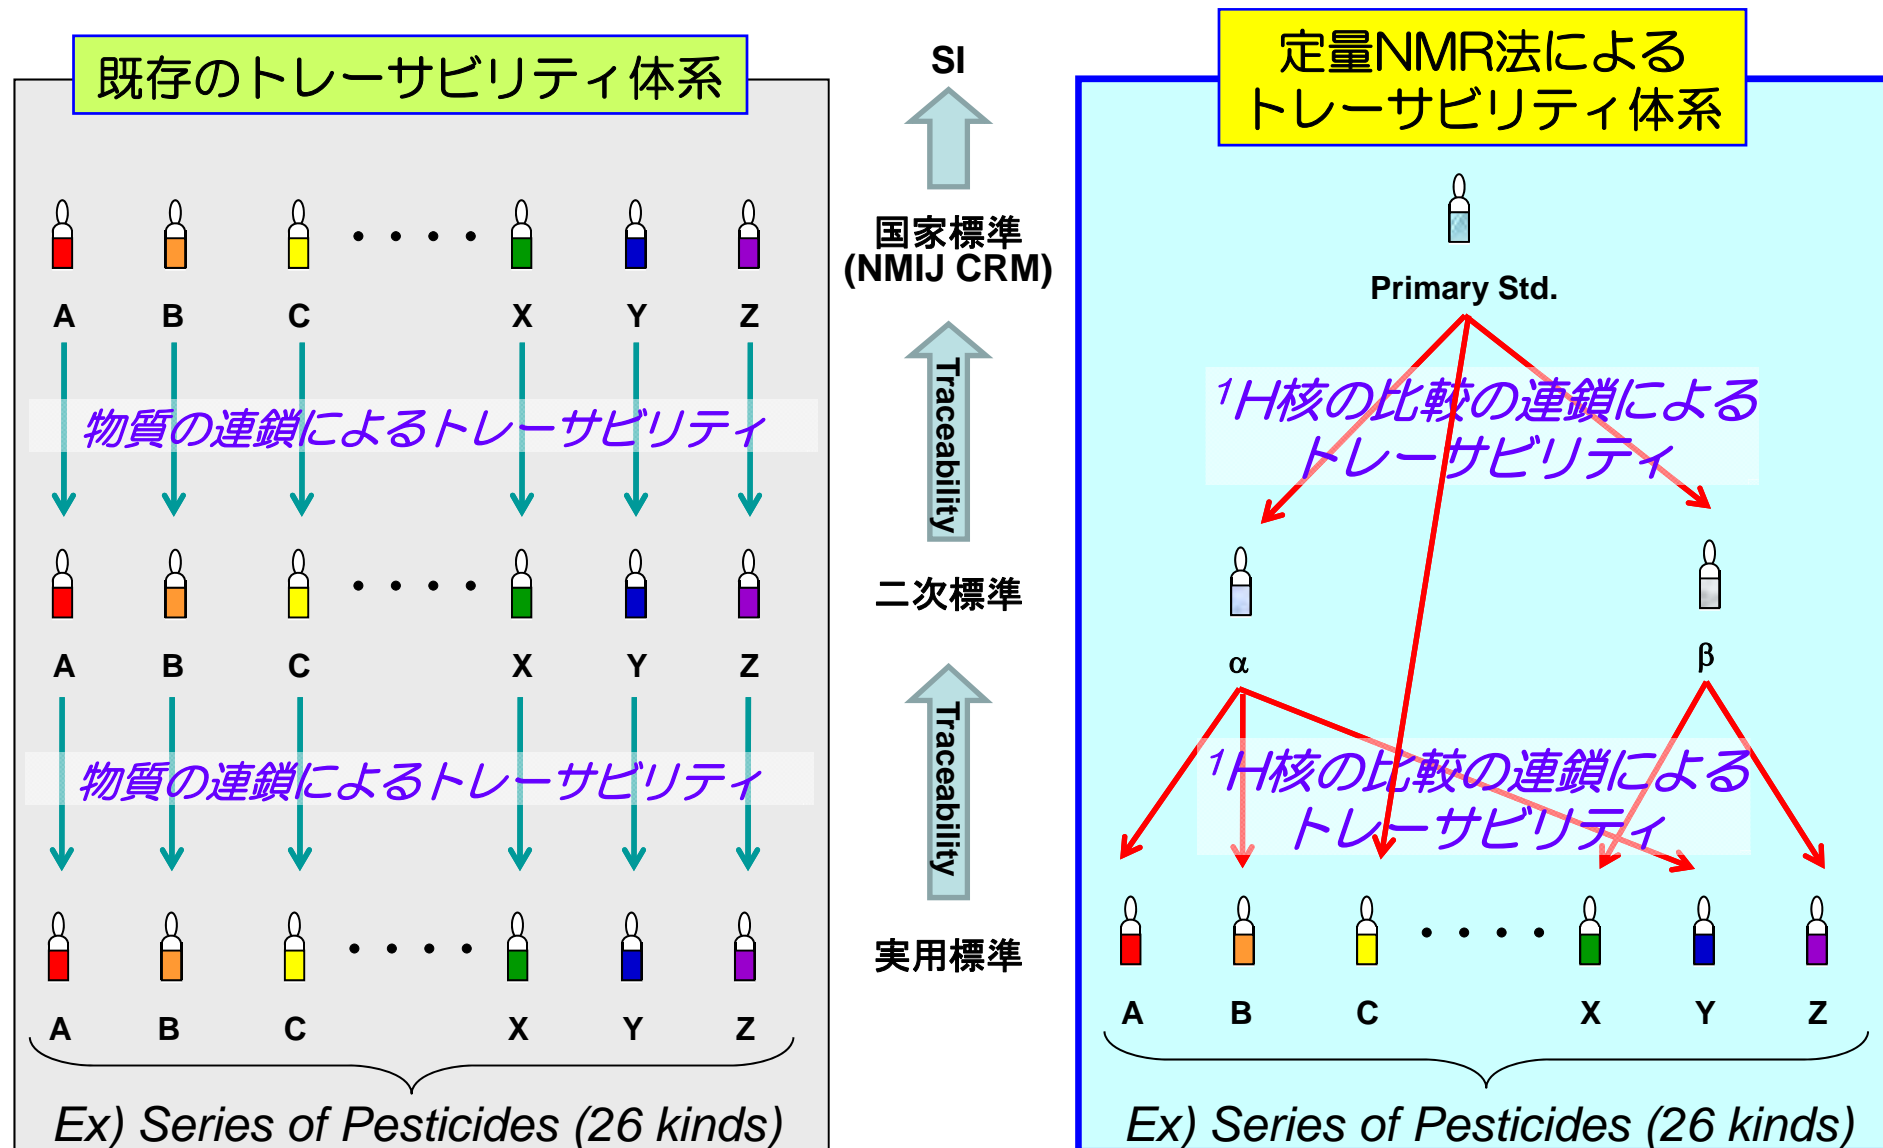 既存のトレーサビリティ体系
A B C ・・・・ X Y Z
物質の連鎖によるトレーサビリティ
A B C ・・・・ X Y Z
物質の連鎖によるトレーサビリティ
A B C ・・・・ X Y Z
Ex) Series of Pesticides (26 kinds)
SI
国家標準
(NMIJ CRM)
Traceability
二次標準
Traceability
実用標準
定量NMR法による
トレーサビリティ体系
Primary Std.
¹H核の比較の連鎖による
トレーサビリティ
α β
¹H核の比較の連鎖による
トレーサビリティ
A B C ・・・・ X Y Z
Ex) Series of Pesticides (26 kinds)